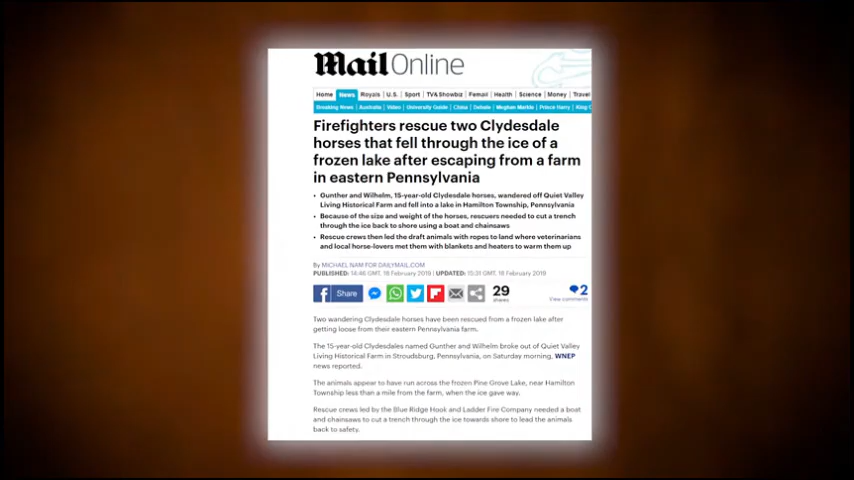 Mail Online
Home News Royals U.S. Sport TV&Showbiz Femail Health Science Money Travel
Breaking News Australia Video University Guide China Debate Meghan Markle Prince Harry King
Firefighters rescue two Clydesdale
horses that fell through the ice of a
frozen lake after escaping from a farm
in eastern Pennsylvania
• Gunther and Wilhelm, 15-year-old Clydesdale horses, wandered off Quiet Valley
Living Historical Farm and fell into a lake in Hamilton Township, Pennsylvania
• Because of the size and weight of the horses, rescuers needed to cut a trench
through the ice back to shore using a boat and chainsaws
• Rescue crews then led the draft animals with ropes to land where veterinarians
and local horse-lovers met them with blankets and heaters to warm them up
By MICHAEL NAM FOR DAILYMAIL.COM
PUBLISHED: 14:46 GMT, 18 February 2019 | UPDATED: 15:31 GMT, 18 February 2019
f Share 29 shares 2 View comments
Two wandering Clydesdale horses have been rescued from a frozen lake after
getting loose from their eastern Pennsylvania farm.
The 15-year-old Clydesdales named Gunther and Wilhelm broke out of Quiet Valley
Living Historical Farm in Stroudsburg, Pennsylvania, on Saturday morning, WNEP
news reported.
The animals appear to have run across the frozen Pine Grove Lake, near Hamilton
Township less than a mile from the farm, when the ice gave way.
Rescue crews led by the Blue Ridge Hook and Ladder Fire Company needed a boat
and chainsaws to cut a trench through the ice towards shore to lead the animals
back to safety.